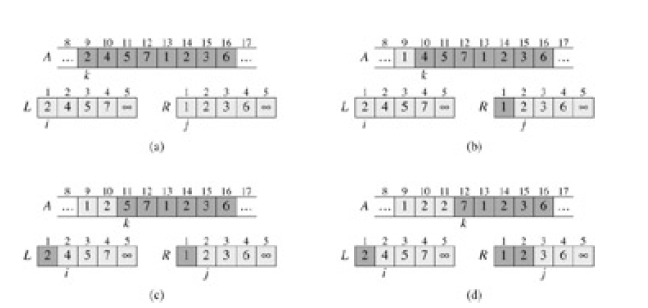 8 9 10 11 12 13 14 15 16 17
A ... 2 4 5 7 1 2 3 6 ...
k
1 2 3 4 5 1 2 3 4 5
L 2 4 5 7 ∞ R 1 2 3 6 ∞
i j
(a)
8 9 10 11 12 13 14 15 16 17
A ... 1 4 5 7 1 2 3 6 ...
k
1 2 3 4 5 1 2 3 4 5
L 2 4 5 7 ∞ R 1 2 3 6 ∞
i j
(b)
8 9 10 11 12 13 14 15 16 17
A ... 1 2 5 7 1 2 3 6 ...
k
1 2 3 4 5 1 2 3 4 5
L 2 4 5 7 ∞ R 1 2 3 6 ∞
i j
(c)
8 9 10 11 12 13 14 15 16 17
A ... 1 2 2 7 1 2 3 6 ...
k
1 2 3 4 5 1 2 3 4 5
L 2 4 5 7 ∞ R 1 2 3 6 ∞
i j
(d)